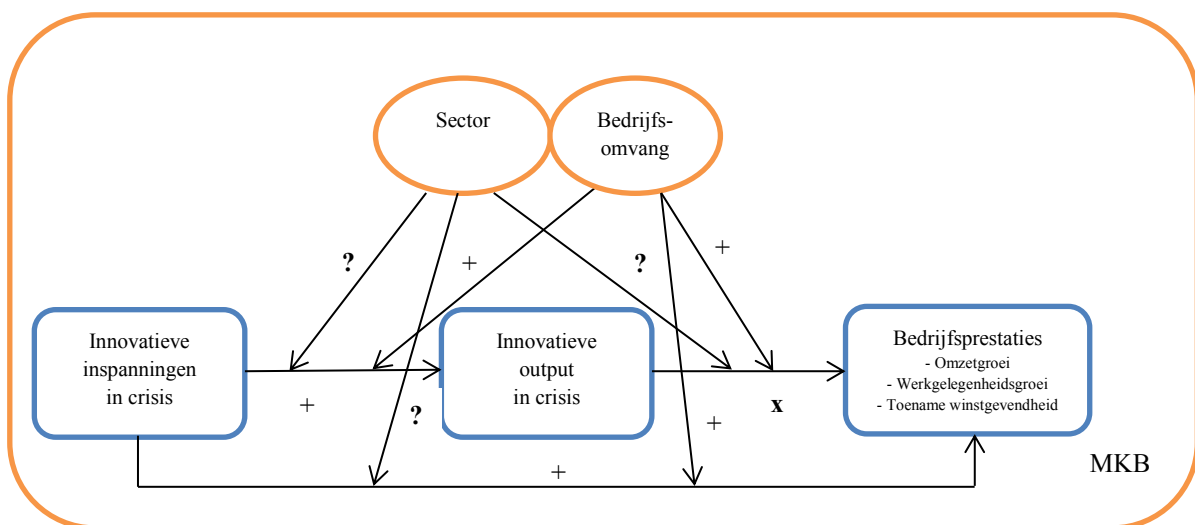 Sector
Bedrijfs-
omvang
?
+
?
+
Innovatieve
inspanningen
in crisis
Innovatieve
output
in crisis
Bedrijfsprestaties
- Omzetgroei
- Werkgelegenheidsgroei
- Toename winstgevendheid
+
?
+
x
+
MKB